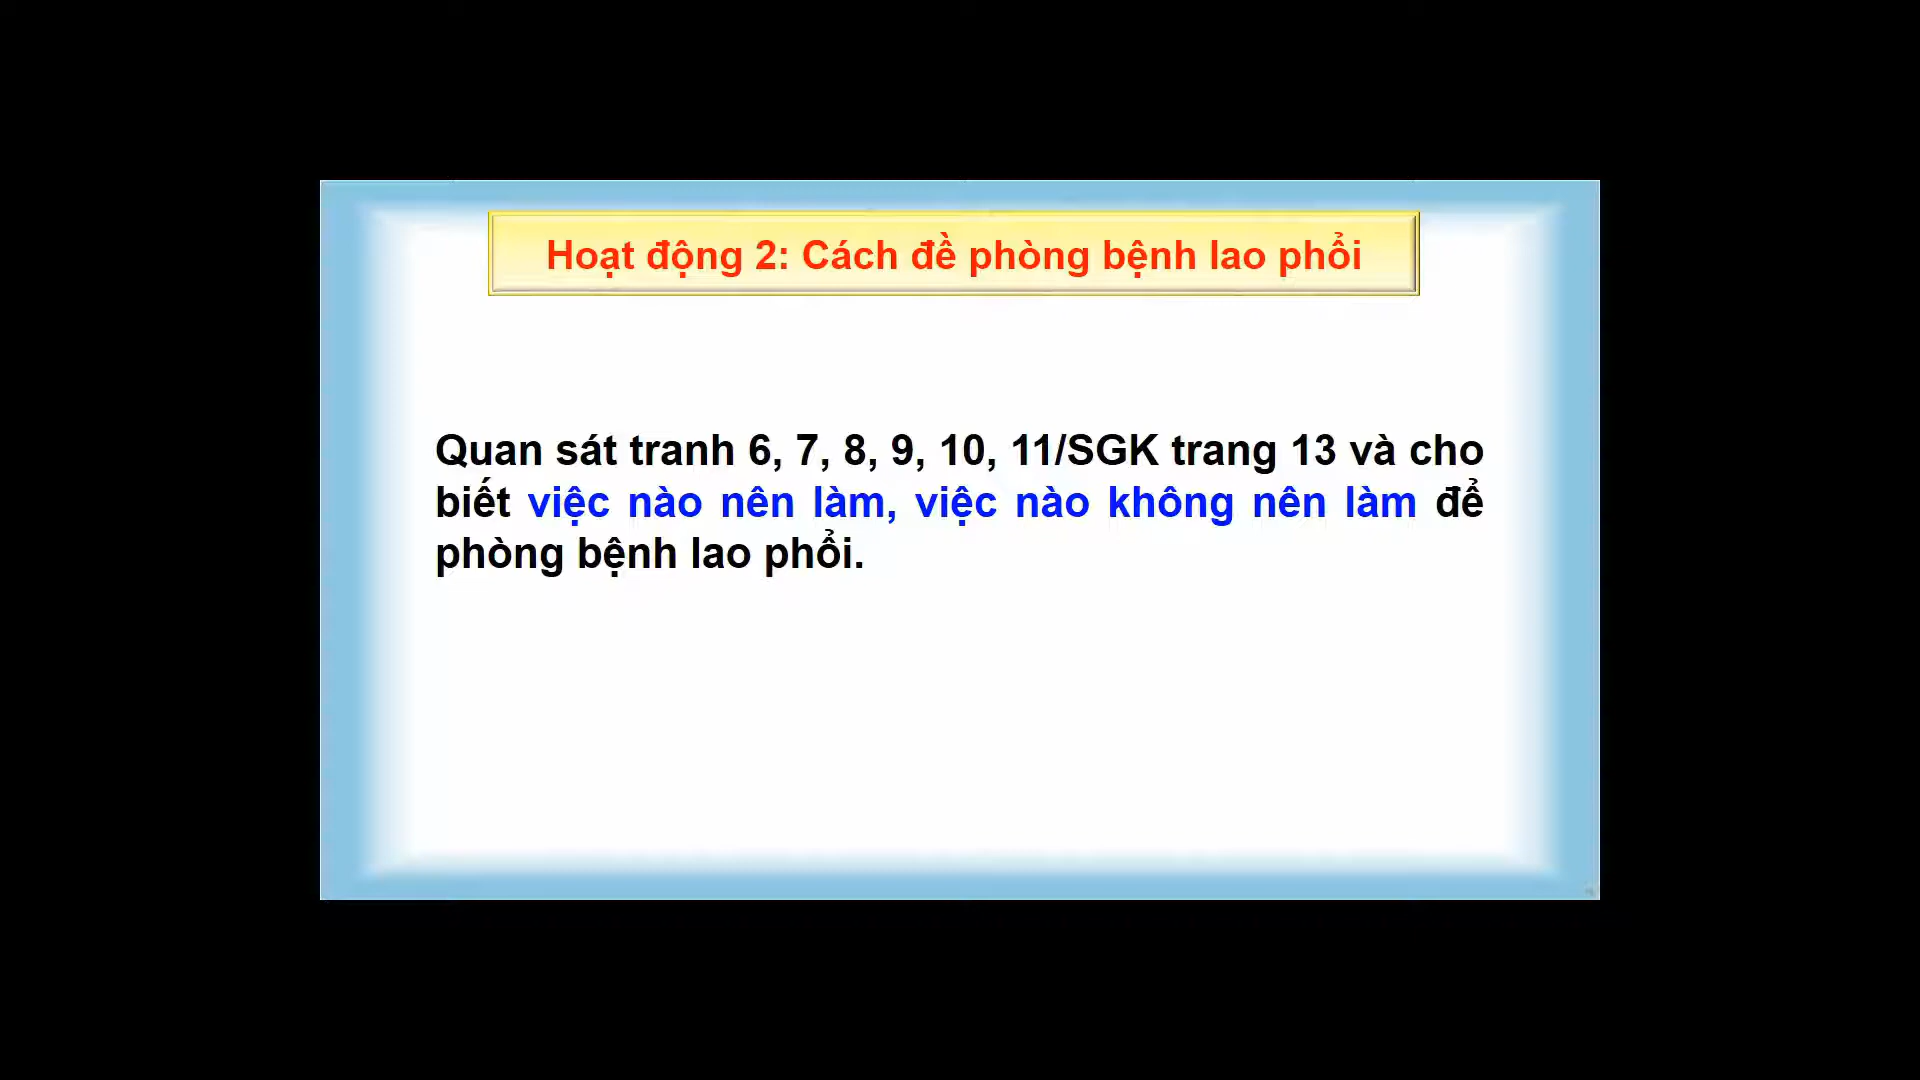 Hoạt động 2: Cách đề phòng bệnh lao phổi
Quan sát tranh 6, 7, 8, 9, 10, 11/SGK trang 13 và cho
biết việc nào nên làm, việc nào không nên làm để
phòng bệnh lao phổi.